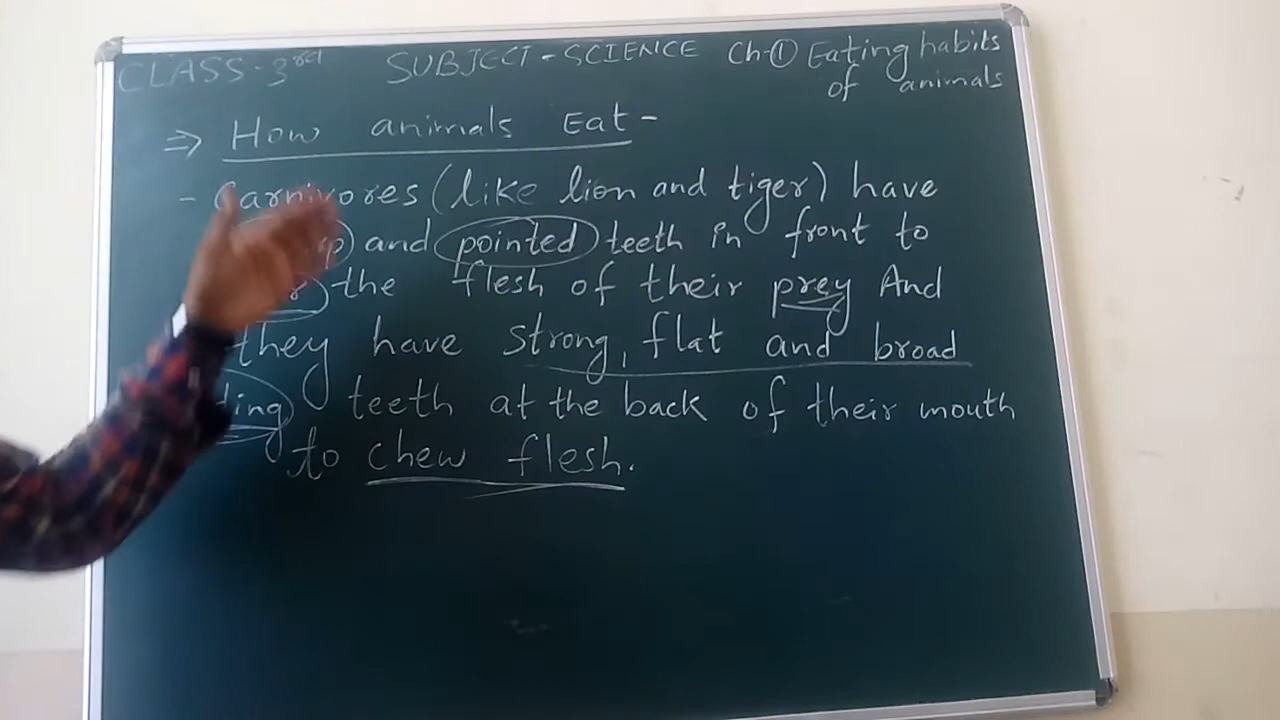 CLASS-3rd SUBJECT-SCIENCE Ch-① Eating habits
of animals
⇒ How animals Eat-
- Carnivores (like lion and tiger) have
and pointed teeth in front to
the flesh of their prey And
they have strong, flat and broad
teeth at the back of their mouth
to chew flesh.